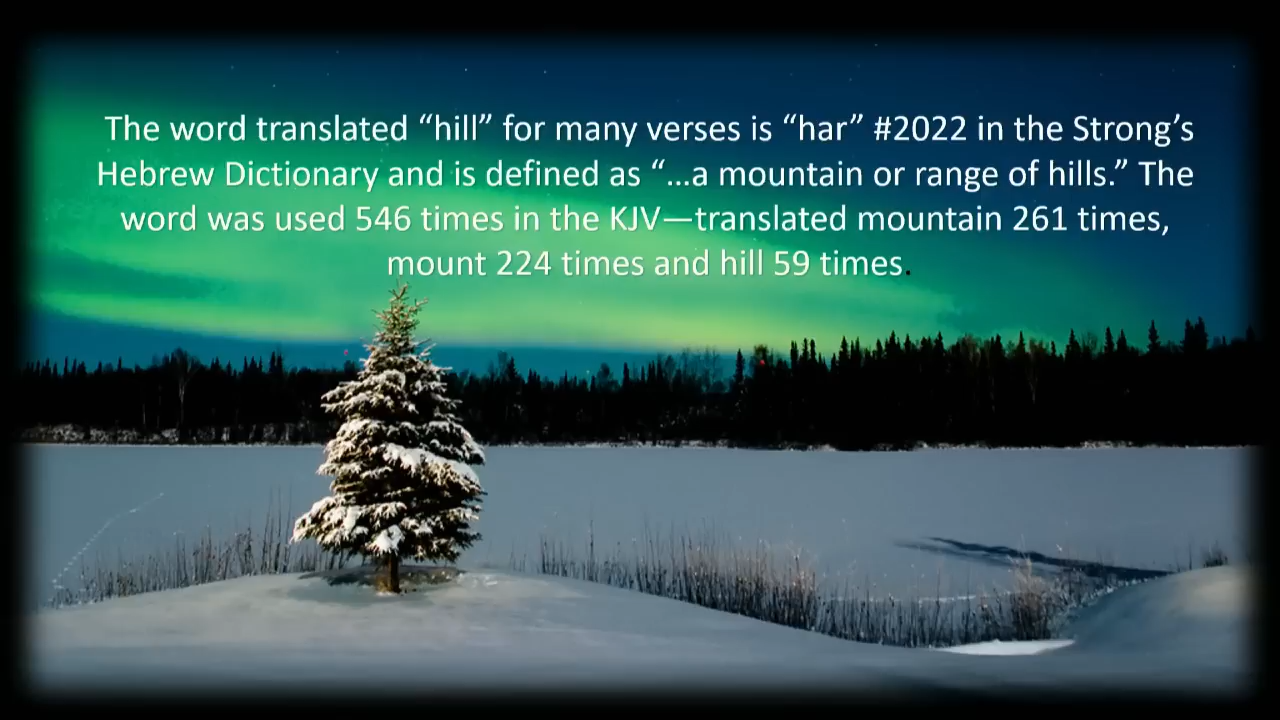 The word translated “hill” for many verses is “har” #2022 in the Strong’s
Hebrew Dictionary and is defined as “…a mountain or range of hills.” The
word was used 546 times in the KJV—translated mountain 261 times,
mount 224 times and hill 59 times.